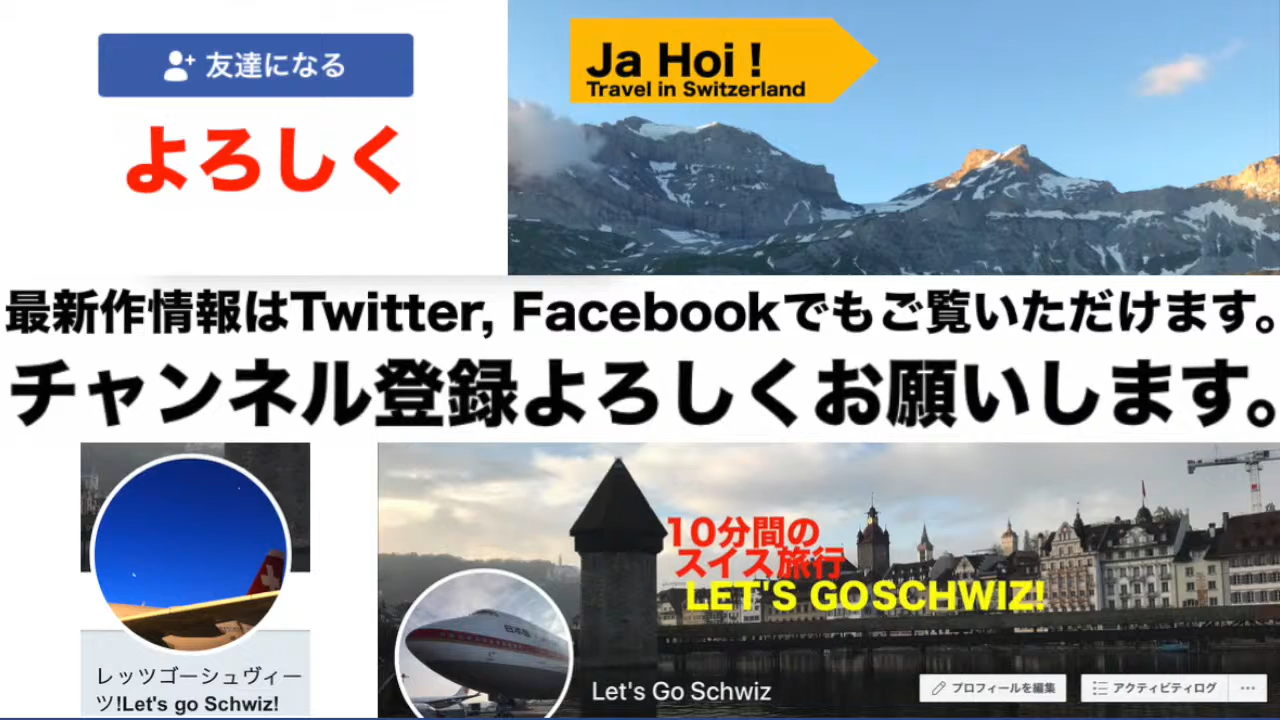 友達になる
よろしく
Ja Hoi !
Travel in Switzerland
最新作情報はTwitter, Facebookでもご覧いただけます。
チャンネル登録よろしくお願いします。
10分間の
スイス旅行
LET'S GO SCHWIZ!
レッツゴーシュヴィー
ツ!Let's go Schwiz!
日本国
Let's Go Schwiz
プロフィールを編集
アクティビティログ